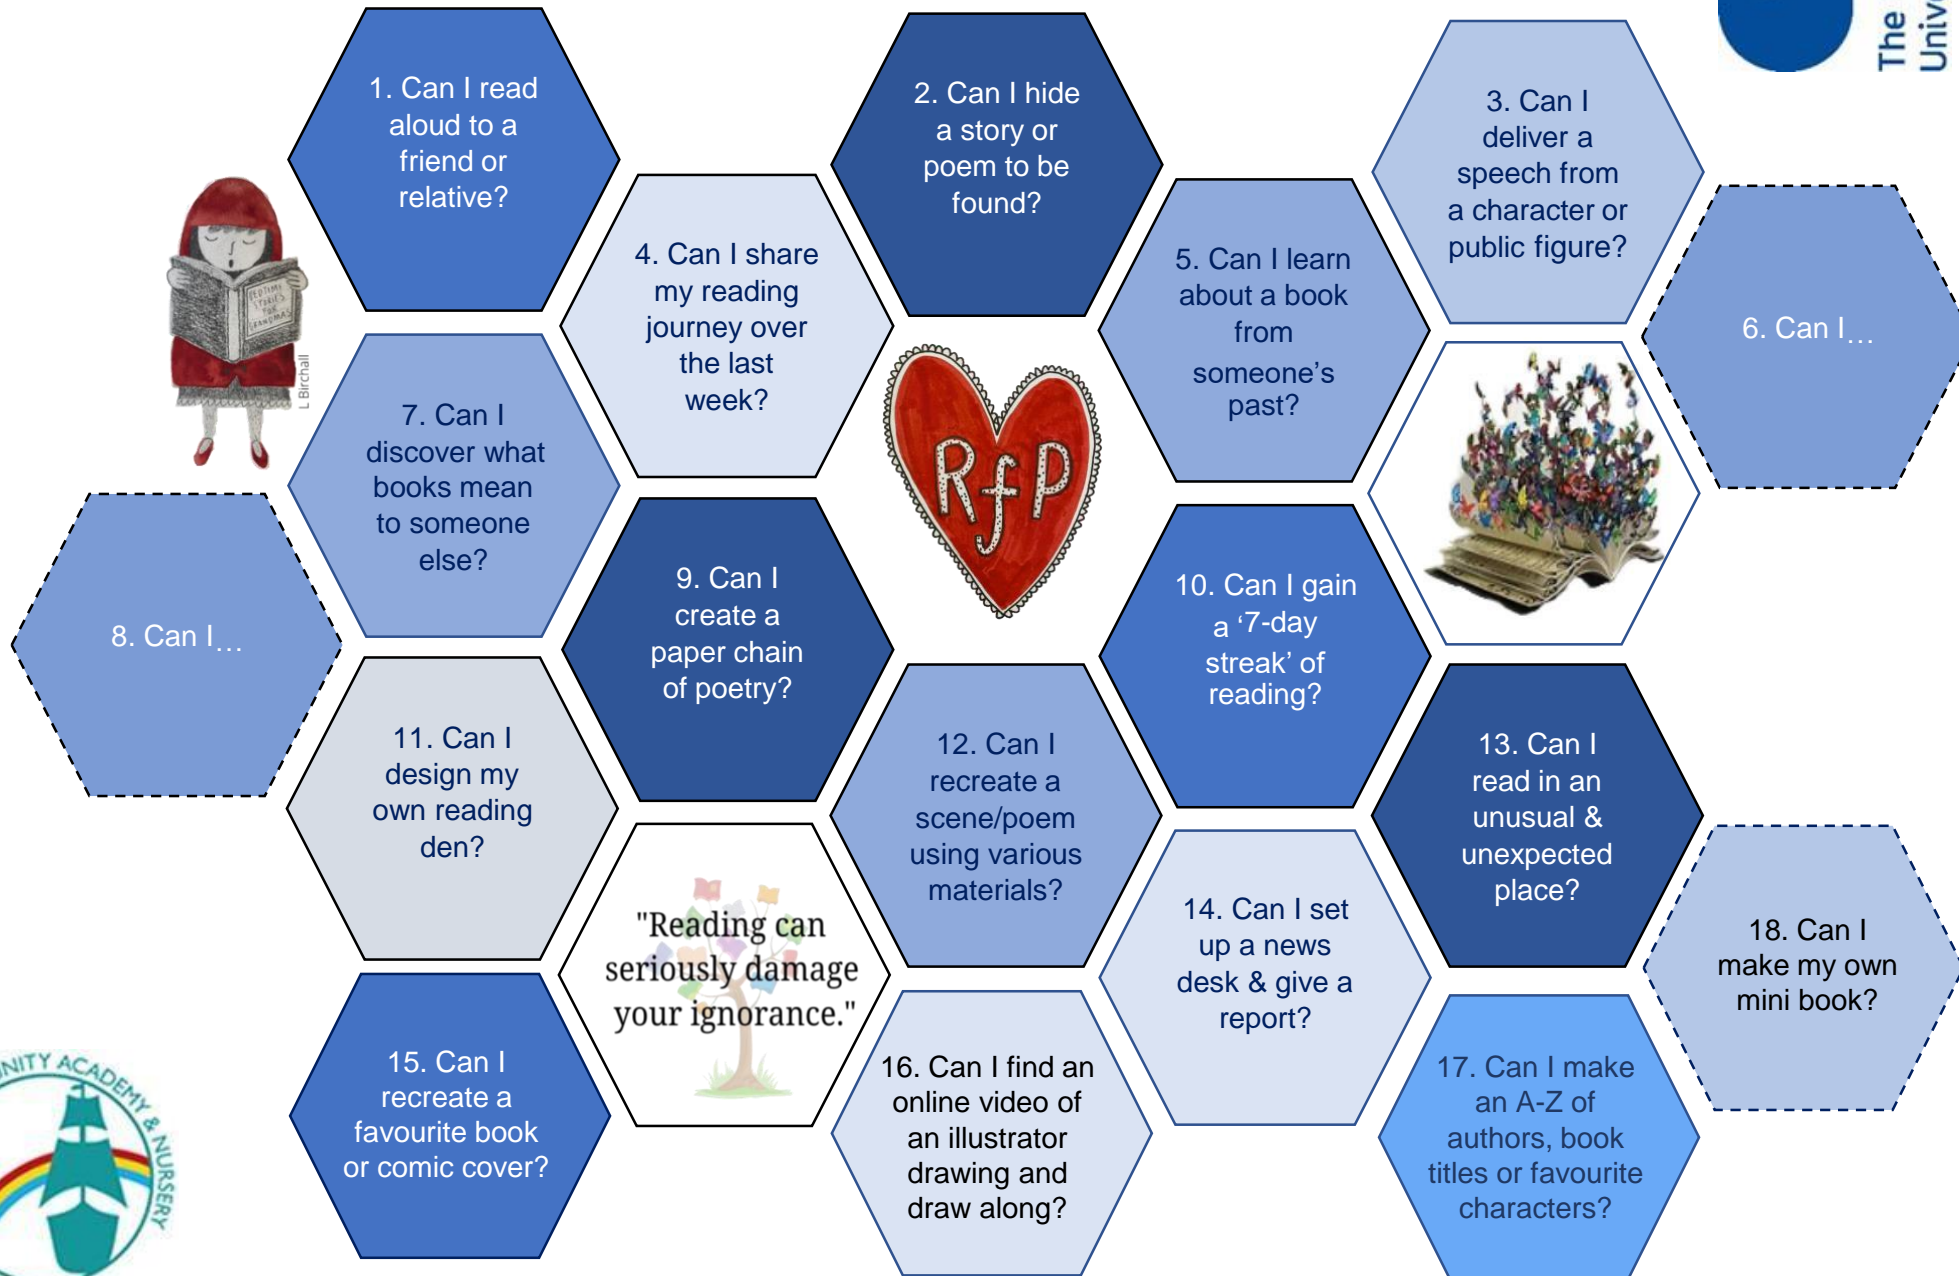 The
Unive
1. Can I read
aloud to a
friend or
relative?
2. Can I hide
a story or
poem to be
found?
3. Can I
deliver a
speech from
a character or
public figure?
4. Can I share
my reading
journey over
the last
week?
5. Can I learn
about a book
from
someone’s
past?
6. Can I…
BEDTIME
STORIES
FOR
GRANDMAS
L Birchall
RfP
7. Can I
discover what
books mean
to someone
else?
8. Can I…
9. Can I
create a
paper chain
of poetry?
10. Can I gain
a ‘7-day
streak’ of
reading?
11. Can I
design my
own reading
den?
12. Can I
recreate a
scene/poem
using various
materials?
13. Can I
read in an
unusual &
unexpected
place?
"Reading can
seriously damage
your ignorance."
14. Can I set
up a news
desk & give a
report?
15. Can I
recreate a
favourite book
or comic cover?
16. Can I find an
online video of
an illustrator
drawing and
draw along?
17. Can I make
an A-Z of
authors, book
titles or favourite
characters?
18. Can I
make my own
mini book?
NITY ACADEMY & NURSERY